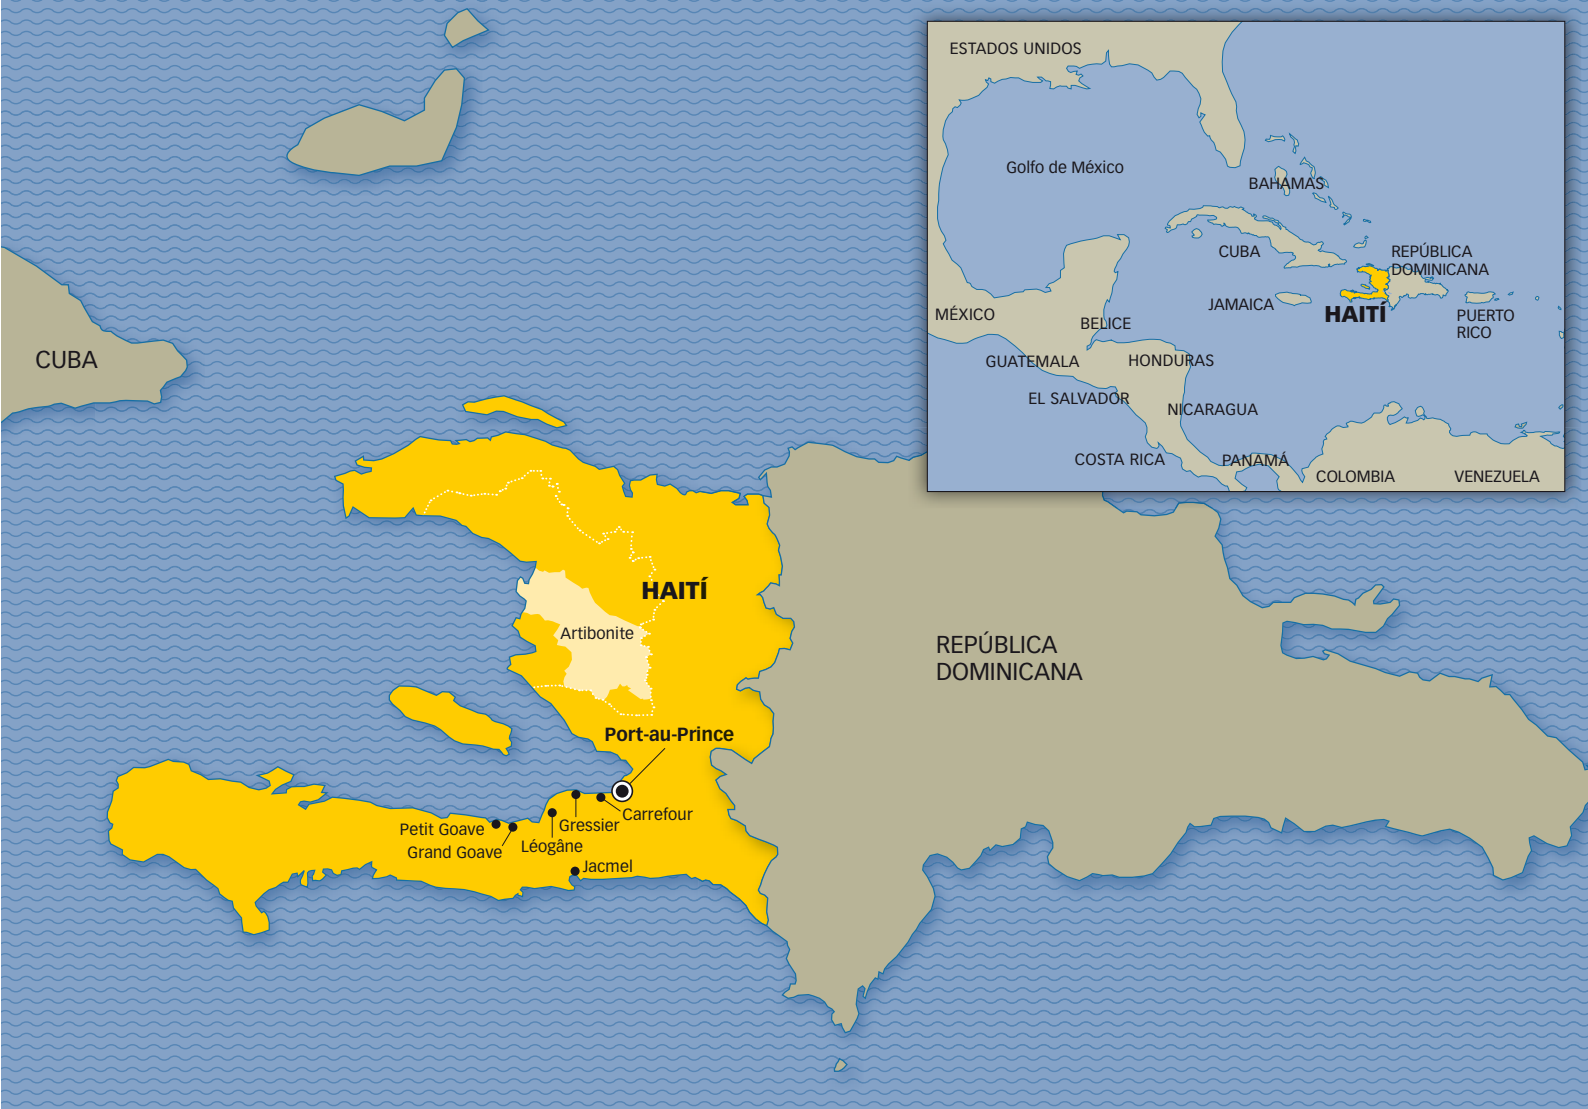 ESTADOS UNIDOS
Golfo de México
BAHAMAS
CUBA
REPÚBLICA
DOMINICANA
JAMAICA
HAITÍ
MÉXICO
PUERTO
RICO
BELICE
GUATEMALA
HONDURAS
EL SALVADOR
NICARAGUA
COSTA RICA
PANAMÁ
COLOMBIA
VENEZUELA
CUBA
HAITÍ
Artibonite
REPÚBLICA
DOMINICANA
Port-au-Prince
Carrefour
Gressier
Petit Goave
Léogâne
Grand Goave
Jacmel